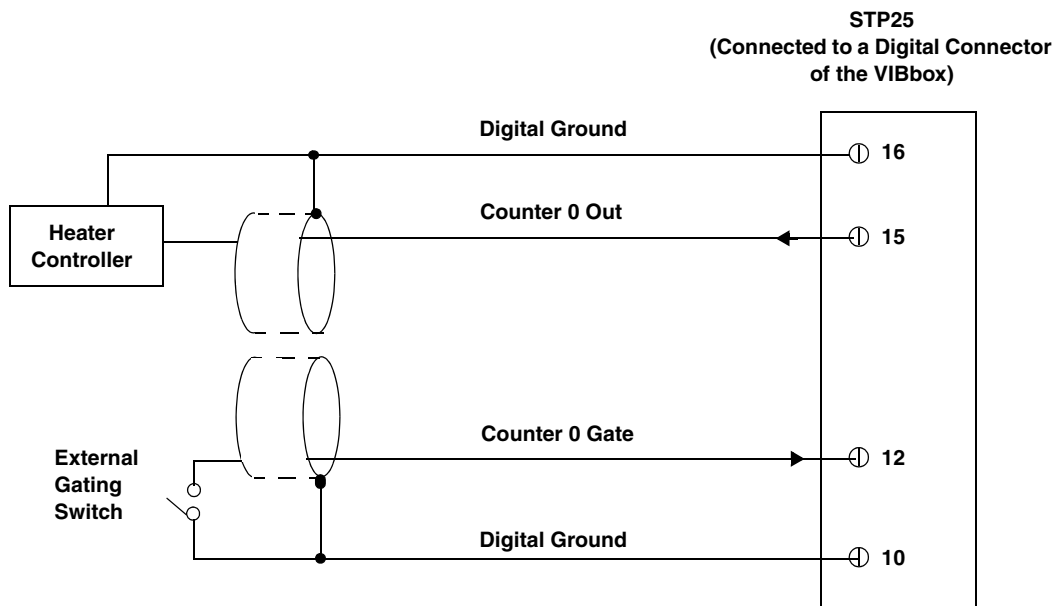 STP25
(Connected to a Digital Connector
of the VIBbox)
Digital Ground
16
Counter 0 Out
15
Heater
Controller
Counter 0 Gate
12
External
Gating
Switch
Digital Ground
10